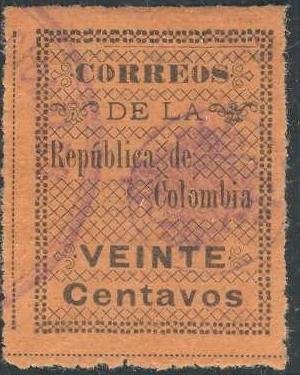 CORREOS
DE LA
República de
Colombia
VEINTE
Centavos